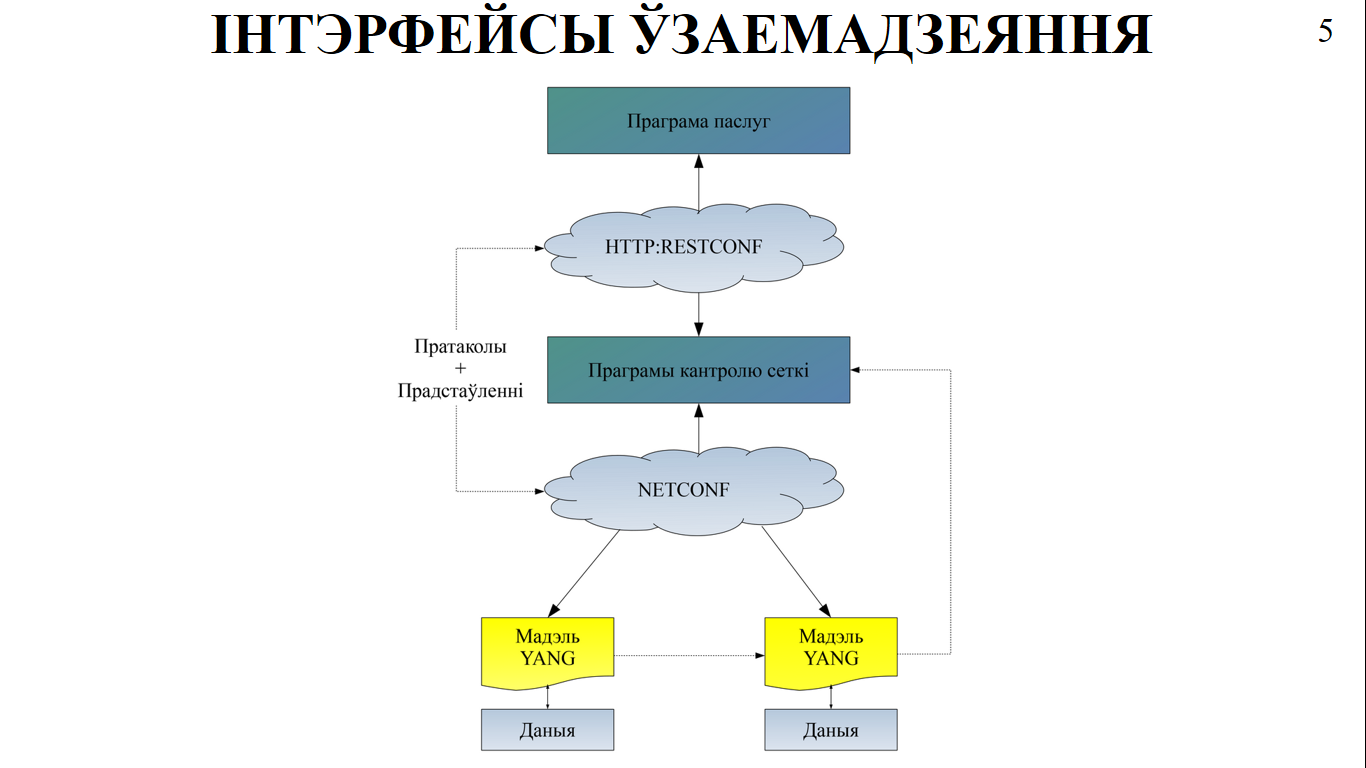 ІНТЭРФЕЙСЫ ЎЗАЕМАДЗЕЯННЯ
5
Праграма паслуг
HTTP:RESTCONF
Пратаколы
+
Прадстаўленні
Праграмы кантролю сеткі
NETCONF
Мадэль
YANG
Мадэль
YANG
Даныя
Даныя